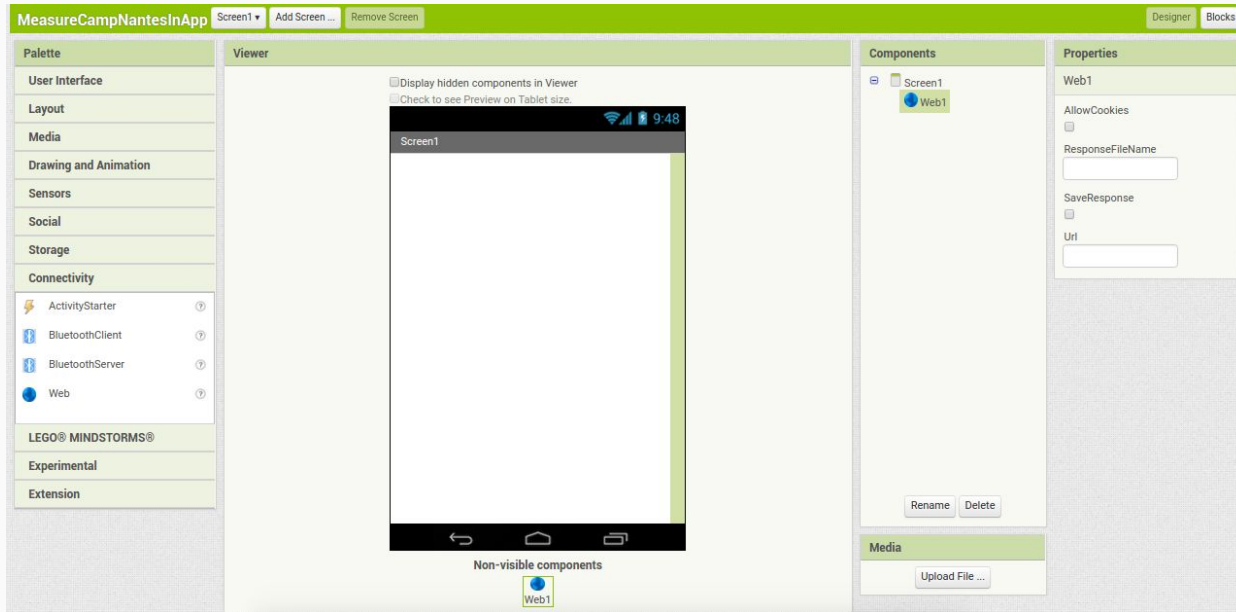 MeasureCampNantesInApp Screen1 Add Screen ... Remove Screen Designer Blocks
Palette
User Interface
Layout
Media
Drawing and Animation
Sensors
Social
Storage
Connectivity
ActivityStarter
BluetoothClient
BluetoothServer
Web
LEGO® MINDSTORMS®
Experimental
Extension
Viewer
Display hidden components in Viewer
Check to see Preview on Tablet size.
9:48
Screen1
Non-visible components
Web1
Components
Screen1
Web1
Rename Delete
Media
Upload File ...
Properties
Web1
AllowCookies
ResponseFileName
SaveResponse
Url